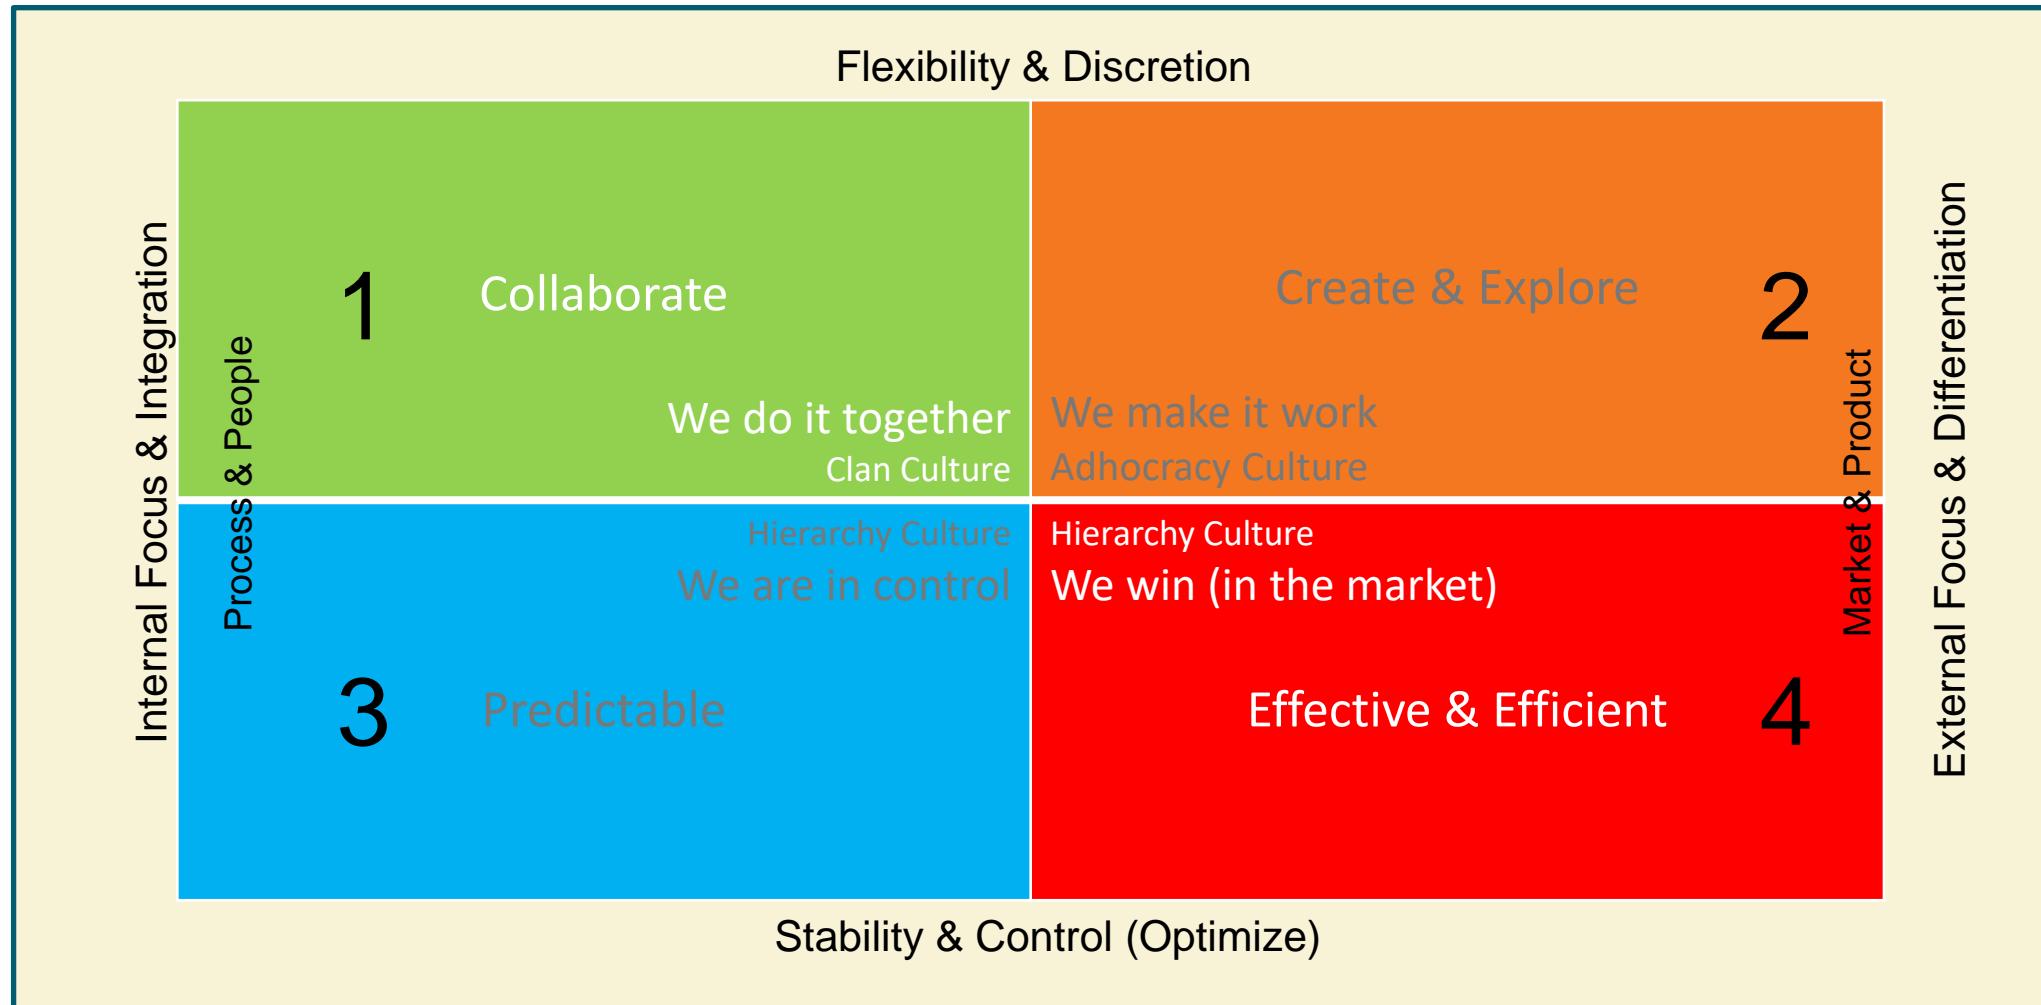 Flexibility & Discretion
Internal Focus & Integration
Process & People
1
Collaborate
We do it together
Clan Culture
Create & Explore
2
We make it work
Adhocracy Culture
Market & Product
External Focus & Differentiation
Hierarchy Culture
We are in control
3
Predictable
Hierarchy Culture
We win (in the market)
Effective & Efficient
4
Stability & Control (Optimize)